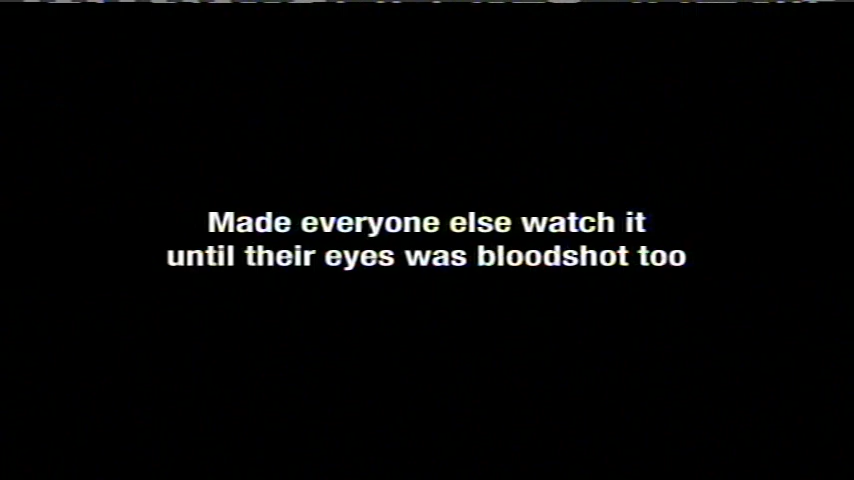 Made everyone else watch it
until their eyes was bloodshot too